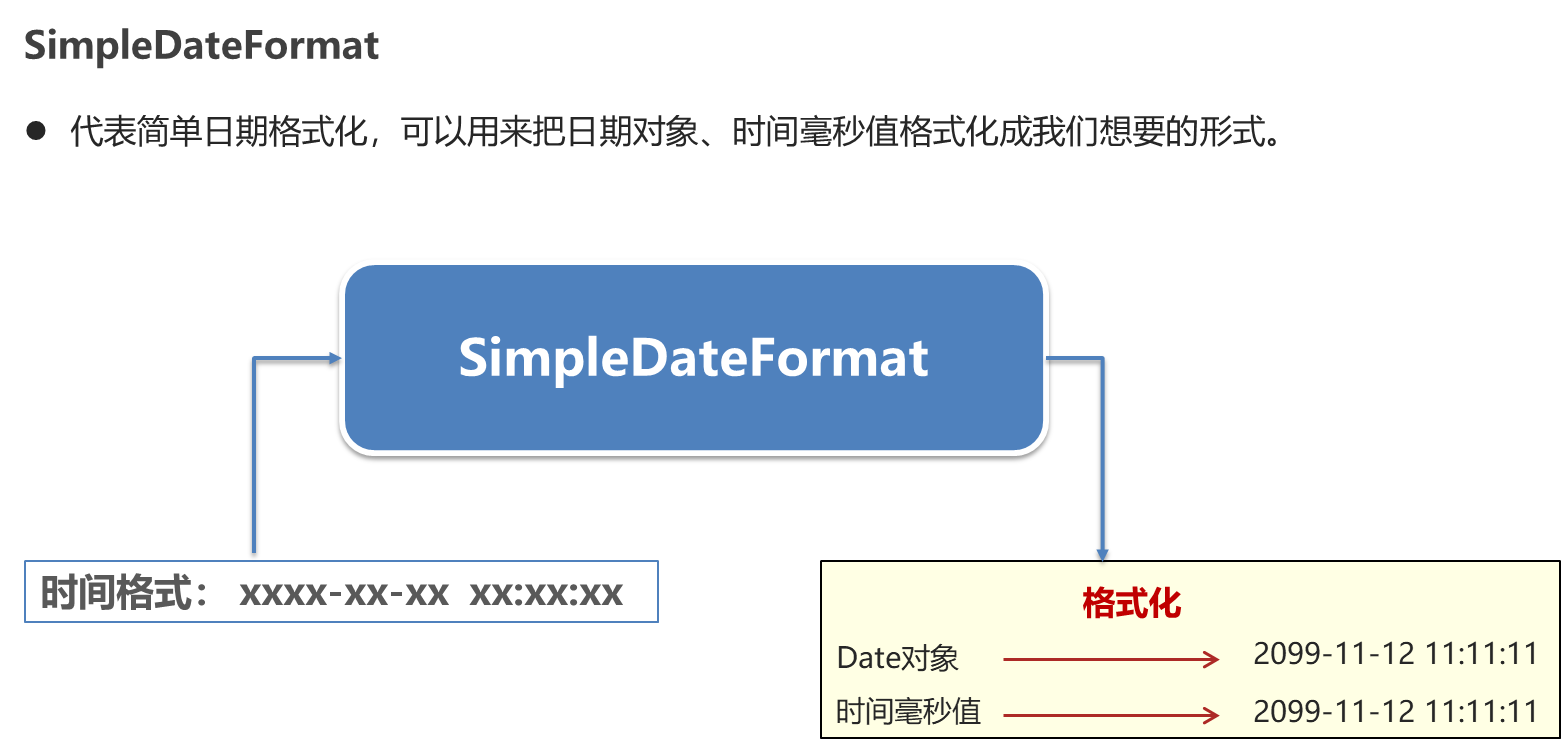 SimpleDateFormat
● 代表简单日期格式化，可以用来把日期对象、时间毫秒值格式化成我们想要的形式。
SimpleDateFormat
时间格式： xxxx-xx-xx xx:xx:xx
格式化
Date对象 2099-11-12 11:11:11
时间毫秒值 2099-11-12 11:11:11